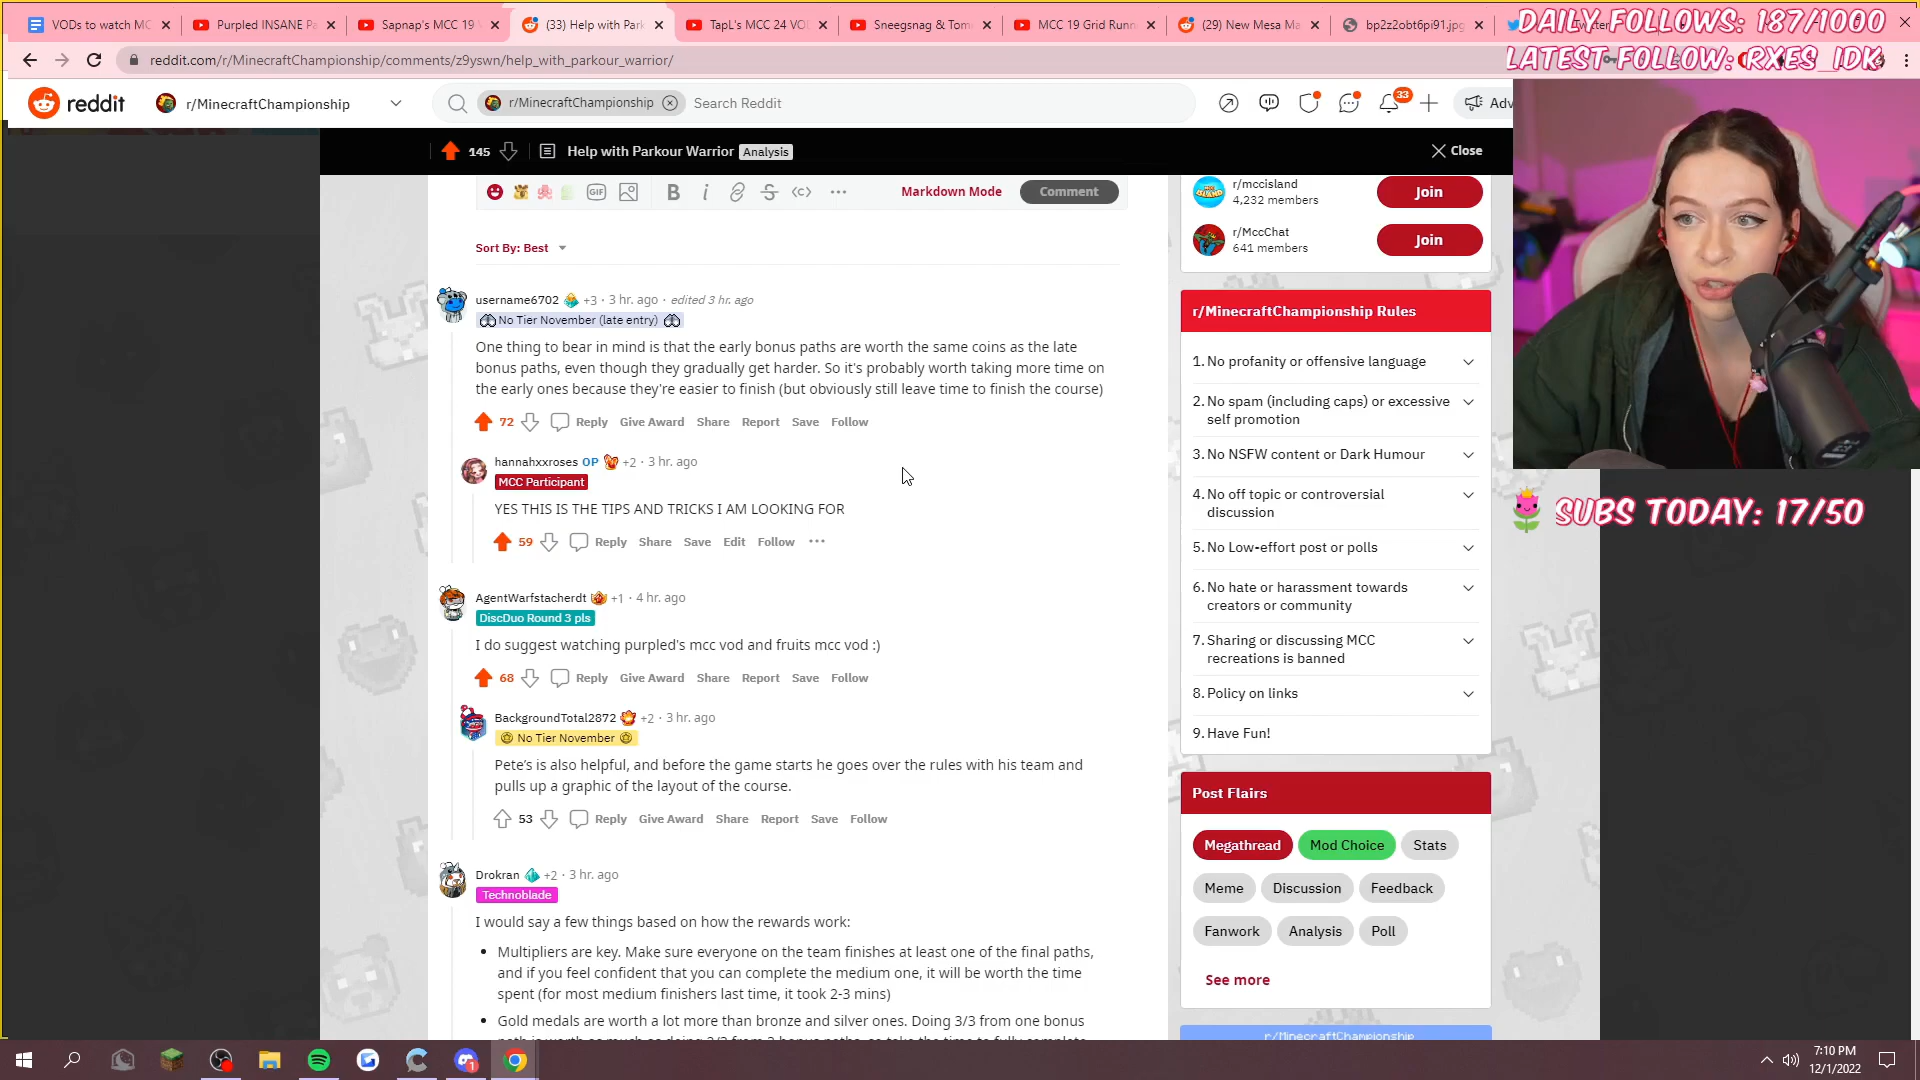 VODs to watch MC
Purpled INSANE Pa
Sapnap's MCC 19
(33) Help with Park
TapL's MCC 24 VO
Sneegsnag & Tom
MCC 19 Grid Runn
(29) New Mesa Ma
bp2z2obt6pi91.jpg
DAILY FOLLOWS: 187/1000
reddit.com/r/MinecraftChampionship/comments/z9yswn/help_with_parkour_warrior/
LATEST FOLLOW: RXES_IDK
reddit
r/MinecraftChampionship
r/MinecraftChampionship
Search Reddit
33
Adv
145
Help with Parkour Warrior
Analysis
Close
GIF
B
i
Markdown Mode
Comment
r/mccisland
4,232 members
Join
r/MccChat
641 members
Join
Sort By: Best
username6702 +3 · 3 hr. ago · edited 3 hr. ago
No Tier November (late entry)
One thing to bear in mind is that the early bonus paths are worth the same coins as the late
bonus paths, even though they gradually get harder. So it's probably worth taking more time on
the early ones because they're easier to finish (but obviously still leave time to finish the course)
72 Reply Give Award Share Report Save Follow
hannahxxroses OP +2 · 3 hr. ago
MCC Participant
YES THIS IS THE TIPS AND TRICKS I AM LOOKING FOR
59 Reply Share Save Edit Follow
AgentWarfstacherdt +1 · 4 hr. ago
DiscDuo Round 3 pls
I do suggest watching purpled's mcc vod and fruits mcc vod :)
68 Reply Give Award Share Report Save Follow
BackgroundTotal2872 +2 · 3 hr. ago
No Tier November
Pete's is also helpful, and before the game starts he goes over the rules with his team and
pulls up a graphic of the layout of the course.
53 Reply Give Award Share Report Save Follow
Drokran +2 · 3 hr. ago
Technoblade
I would say a few things based on how the rewards work:
• Multipliers are key. Make sure everyone on the team finishes at least one of the final paths,
and if you feel confident that you can complete the medium one, it will be worth the time
spent (for most medium finishers last time, it took 2-3 mins)
• Gold medals are worth a lot more than bronze and silver ones. Doing 3/3 from one bonus
r/MinecraftChampionship Rules
1. No profanity or offensive language
2. No spam (including caps) or excessive
self promotion
3. No NSFW content or Dark Humour
4. No off topic or controversial
discussion
5. No Low-effort post or polls
6. No hate or harassment towards
creators or community
7. Sharing or discussing MCC
recreations is banned
8. Policy on links
9. Have Fun!
Post Flairs
Megathread
Mod Choice
Stats
Meme
Discussion
Feedback
Fanwork
Analysis
Poll
See more
r/MinecraftChampionship
SUBS TODAY: 17/50
7:10 PM
12/1/2022